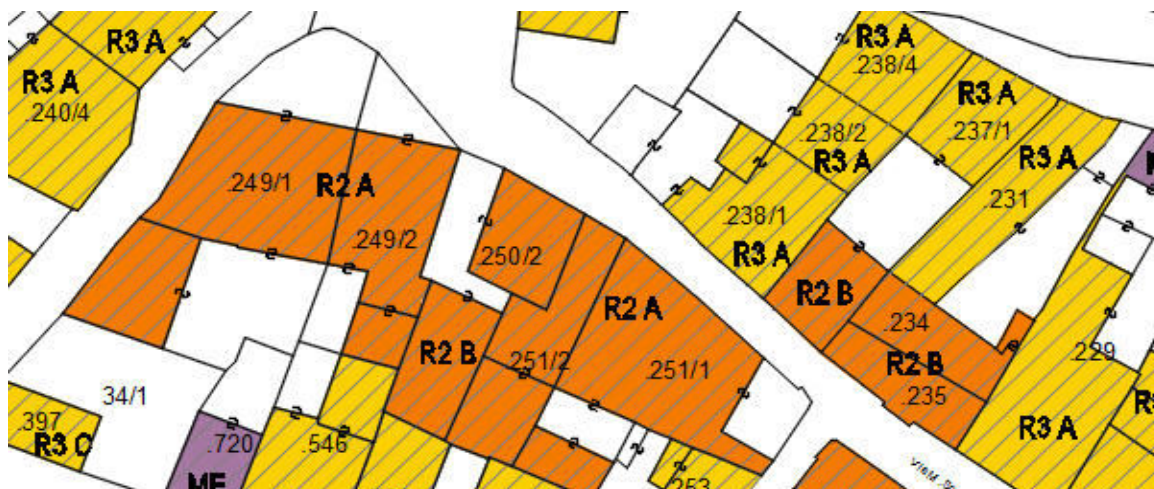 R3 A
R3 A
.238/4
R3 A
.240/4
R3 A
.237/1
.238/2
R3 A
R3 A
.249/1
R2 A
.231
.238/1
.249/2
.250/2
R3 A
R2 B
R2 A
.234
R2 B
.251/2
.251/1
R2 B
.229
.235
34/1
.397
R3 C
.720
.546
R3 A
ME
.253